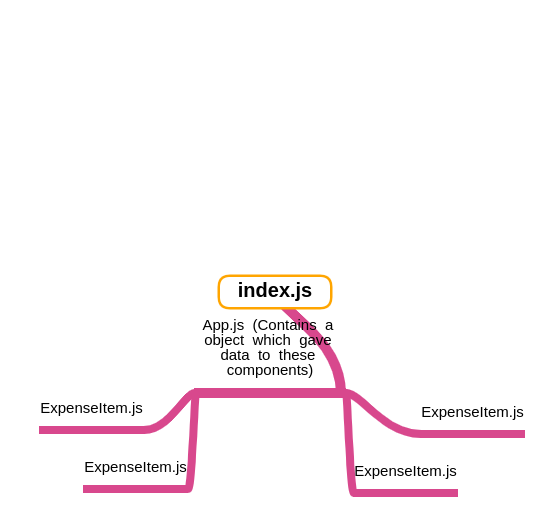 index.js
App.js (Contains a
object which gave
data to these
components)
ExpenseItem.js
ExpenseItem.js
ExpenseItem.js
ExpenseItem.js